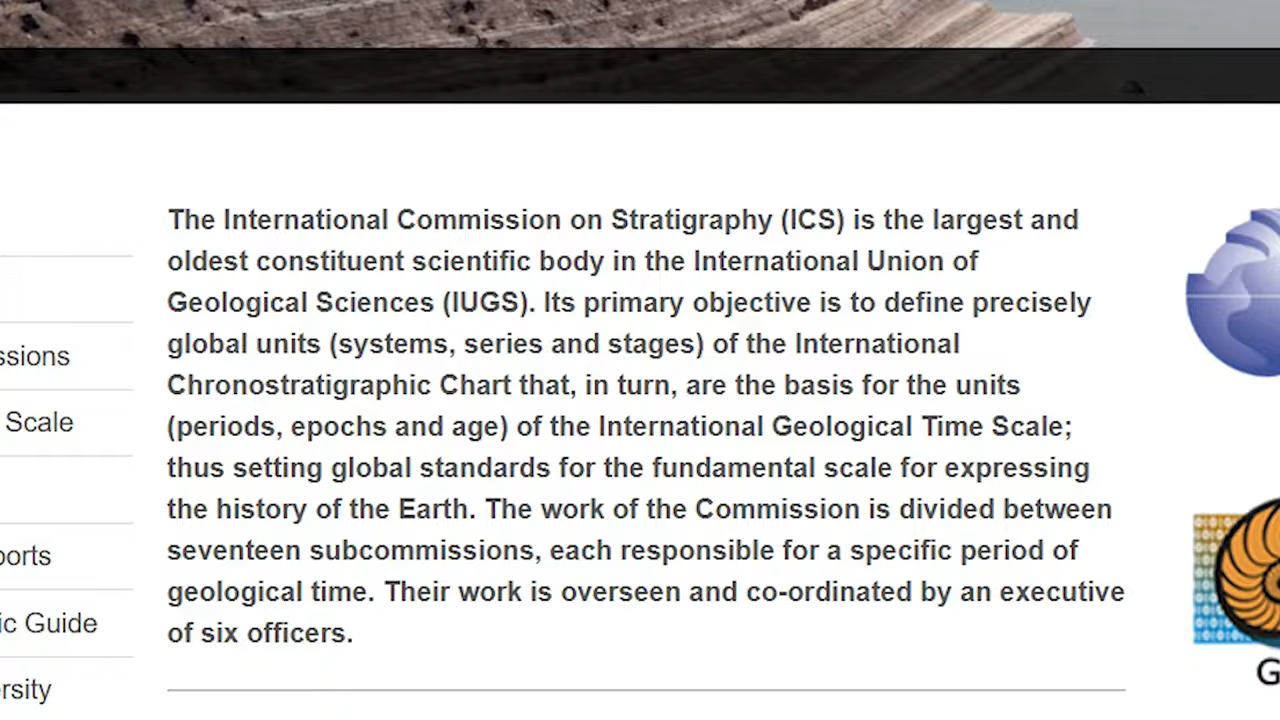 The International Commission on Stratigraphy (ICS) is the largest and
oldest constituent scientific body in the International Union of
Geological Sciences (IUGS). Its primary objective is to define precisely
global units (systems, series and stages) of the International
Chronostratigraphic Chart that, in turn, are the basis for the units
(periods, epochs and age) of the International Geological Time Scale;
thus setting global standards for the fundamental scale for expressing
the history of the Earth. The work of the Commission is divided between
seventeen subcommissions, each responsible for a specific period of
geological time. Their work is overseen and co-ordinated by an executive
of six officers.
ssions
Scale
orts
ic Guide
rsity
G